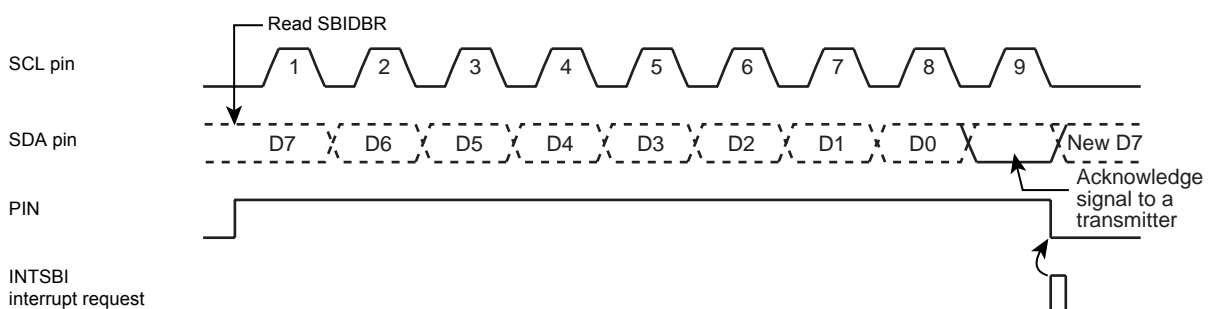 Read SBIDBR
SCL pin
1 2 3 4 5 6 7 8 9
SDA pin
D7 D6 D5 D4 D3 D2 D1 D0 New D7
Acknowledge
signal to a
transmitter
PIN
INTSBI
interrupt request